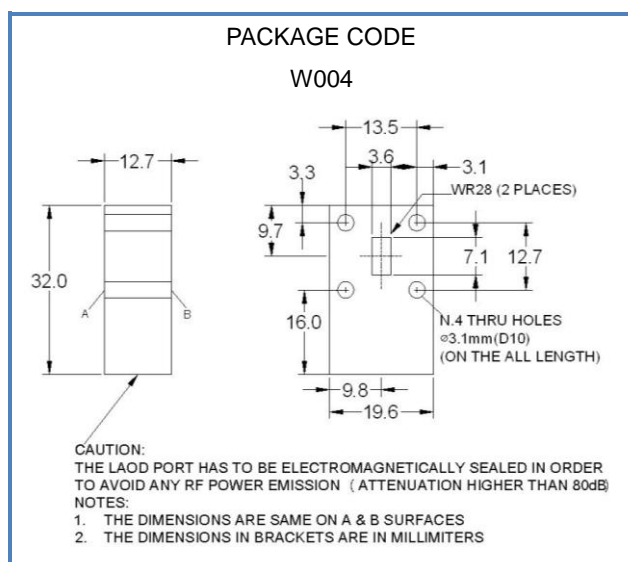 PACKAGE CODE
W004
13.5
3.6
12.7
3.3
3.1
WR28 (2 PLACES)
9.7
7.1
12.7
32.0
A
B
16.0
N.4 THRU HOLES
⌀3.1mm(D10)
(ON THE ALL LENGTH)
9.8
19.6
CAUTION:
THE LAOD PORT HAS TO BE ELECTROMAGNETICALLY SEALED IN ORDER
TO AVOID ANY RF POWER EMISSION ( ATTENUATION HIGHER THAN 80dB)
NOTES:
1. THE DIMENSIONS ARE SAME ON A & B SURFACES
2. THE DIMENSIONS IN BRACKETS ARE IN MILLIMITERS